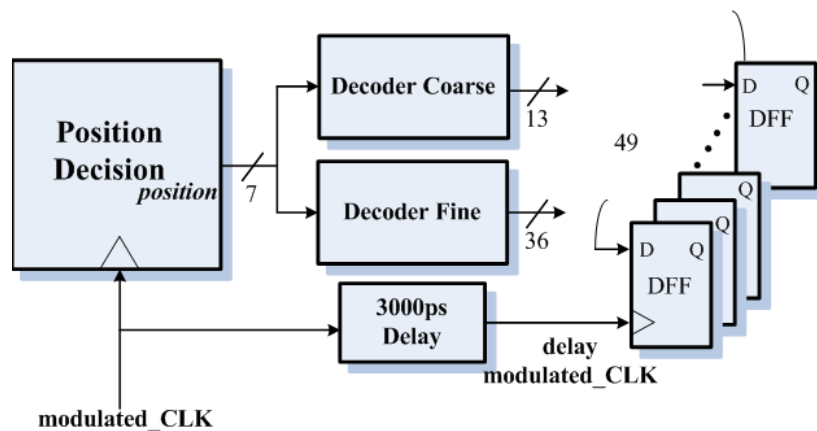 Position
Decision
position
7
Decoder Coarse
13
Decoder Fine
36
49
D Q
DFF
Q
Q
D Q
DFF
3000ps
Delay
delay
modulated_CLK
modulated_CLK